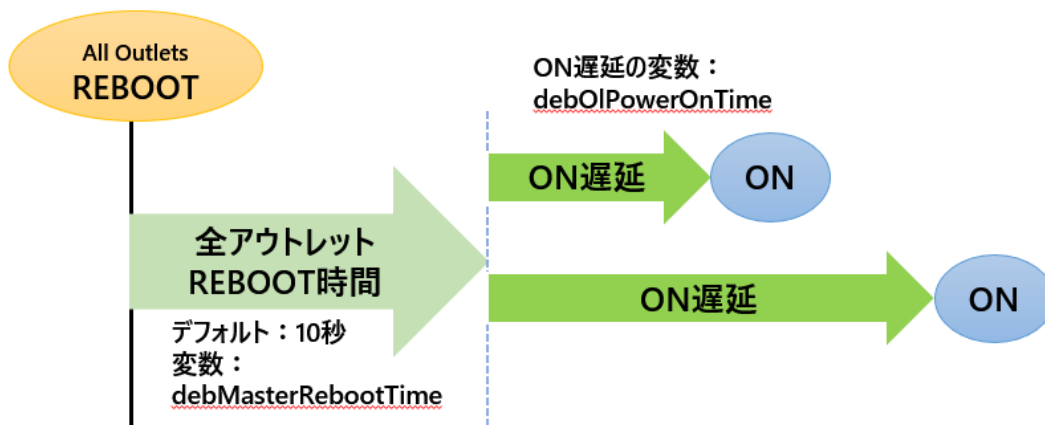 All Outlets
REBOOT
ON遅延の変数：
debOlPowerOnTime
ON遅延
ON
全アウトレット
REBOOT時間
ON遅延
ON
デフォルト：10秒
変数：
debMasterRebootTime